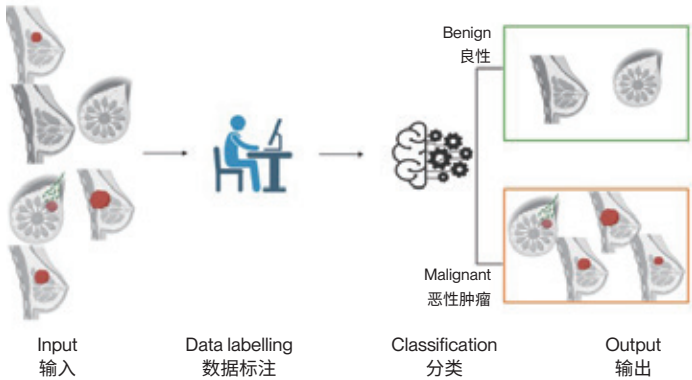 Benign
良性
Malignant
恶性肿瘤
Input
输入
Data labelling
数据标注
Classification
分类
Output
输出